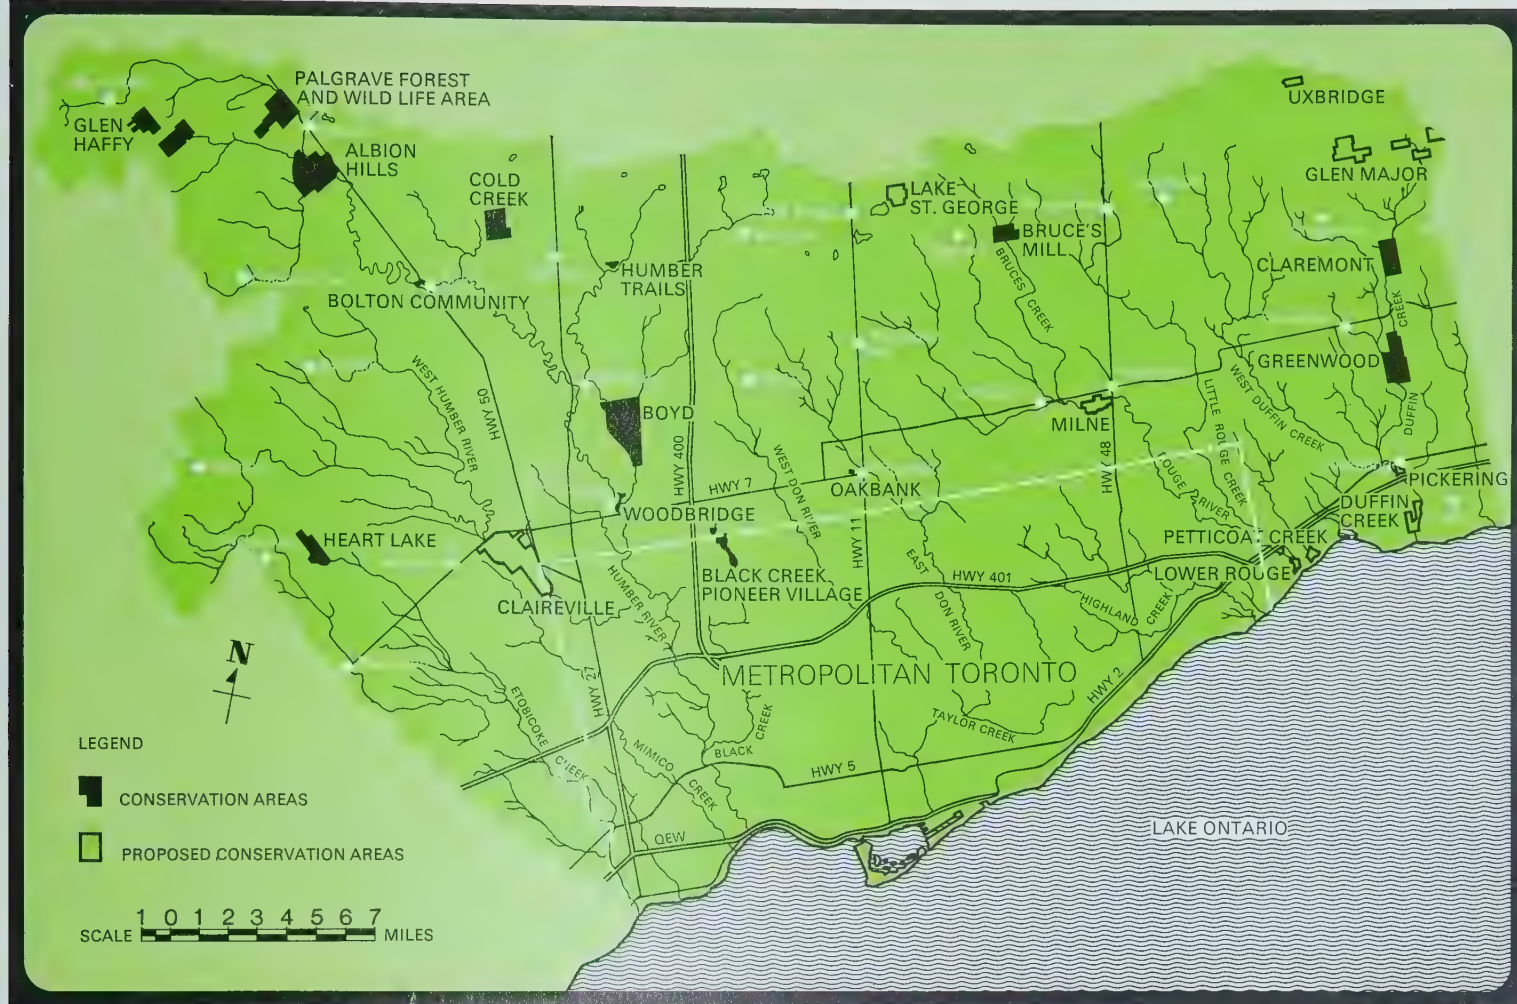 PALGRAVE FOREST
AND WILD LIFE AREA
GLEN
HAFFY
ALBION
HILLS
COLD
CREEK
UXBRIDGE
GLEN MAJOR
LAKE
ST. GEORGE
BRUCE'S
MILL
BRUCES CREEK
CLAREMONT
HUMBER
TRAILS
BOLTON COMMUNITY
CREEK
GREENWOOD
WEST HUMBER RIVER
HWY 50
BOYD
HWY 400
MILNE
LITTLE ROUGE CREEK
WEST DUFFIN CREEK
DUFFIN
WEST DON RIVER
HWY 7
OAKBANK
HWY 48
ROUGE RIVER
PICKERING
DUFFIN
CREEK
WOODBRIDGE
HWY 11
PETTICOAT CREEK
HEART LAKE
BLACK CREEK
PIONEER VILLAGE
EAST
DON RIVER
HWY 401
LOWER ROUGE
CLAIREVILLE
HUMBER RIVER
HIGHLAND
CREEK
N
METROPOLITAN TORONTO
HWY 27
HWY 2
ETOBICOKE
CREEK
MIMICO
CREEK
BLACK
CREEK
TAYLOR CREEK
HWY 5
QEW
LAKE ONTARIO
LEGEND
CONSERVATION AREAS
PROPOSED CONSERVATION AREAS
1 0 1 2 3 4 5 6 7
SCALE MILES